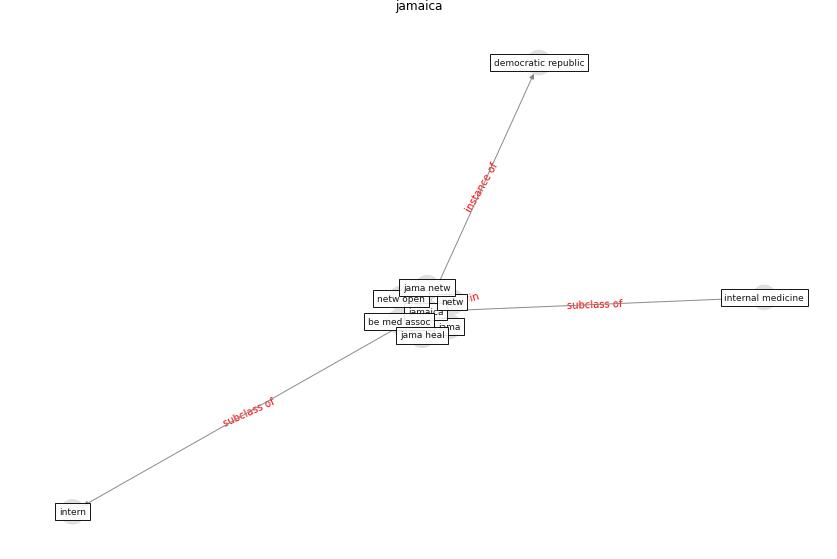 jamaica
democratic republic
instance of
jama netw
netw open
netw
in
subclass of
internal medicine
jamaica
be med assoc
jama
jama heal
subclass of
intern